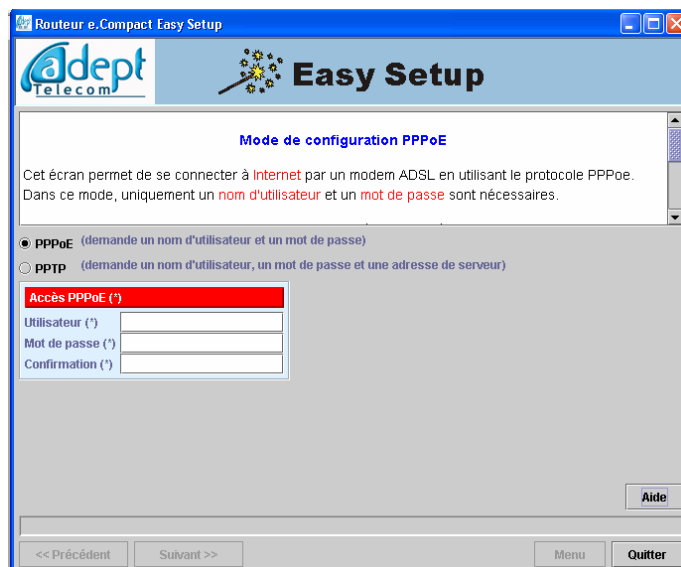 Routeur e.Compact Easy Setup
adept
Telecom
Easy Setup
Mode de configuration PPPoE
Cet écran permet de se connecter à Internet par un modem ADSL en utilisant le protocole PPPoe.
Dans ce mode, uniquement un nom d'utilisateur et un mot de passe sont nécessaires.
PPPoE (demande un nom d'utilisateur et un mot de passe)
PPTP (demande un nom d'utilisateur, un mot de passe et une adresse de serveur)
Accès PPPoE (*)
Utilisateur (*)
Mot de passe (*)
Confirmation (*)
Aide
<< Précédent
Suivant >>
Menu
Quitter